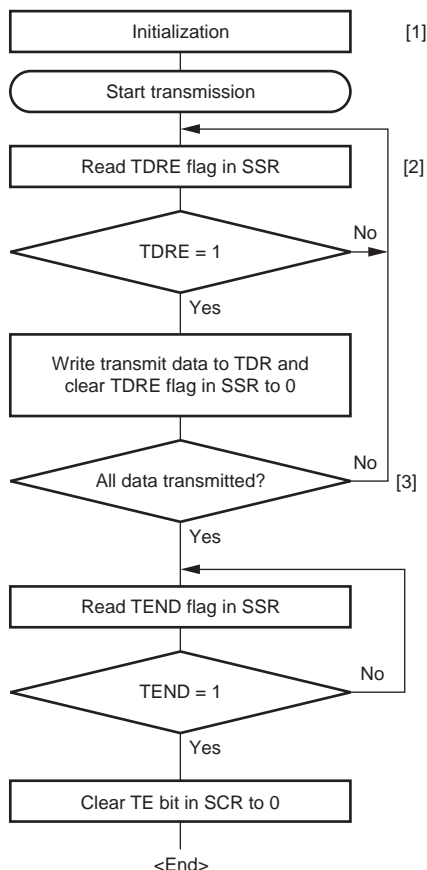 Initialization
[1]
Start transmission
Read TDRE flag in SSR
[2]
TDRE = 1
No
Yes
Write transmit data to TDR and
clear TDRE flag in SSR to 0
All data transmitted?
No
[3]
Yes
Read TEND flag in SSR
TEND = 1
No
Yes
Clear TE bit in SCR to 0
<End>